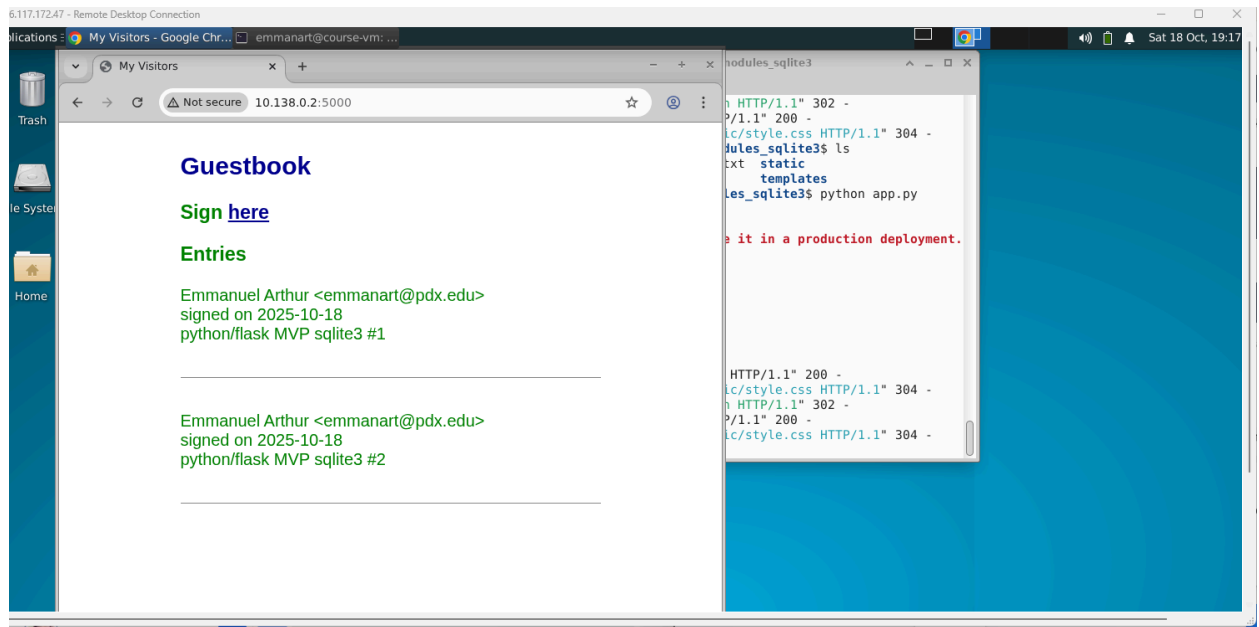 6.117.172.47 - Remote Desktop Connection
plications
My Visitors - Google Chr...
emmanart@course-vm: ...
Sat 18 Oct, 19:17
Trash
le Syster
Home
My Visitors
Not secure 10.138.0.2:5000
Guestbook
Sign here
Entries
Emmanuel Arthur <emmanart@pdx.edu>
signed on 2025-10-18
python/flask MVP sqlite3 #1
Emmanuel Arthur <emmanart@pdx.edu>
signed on 2025-10-18
python/flask MVP sqlite3 #2
nodules_sqlite3
n HTTP/1.1" 302 -
P/1.1" 200 -
ic/style.css HTTP/1.1" 304 -
dules_sqlite3$ ls
txt static
templates
les_sqlite3$ python app.py
e it in a production deployment.
HTTP/1.1" 200 -
ic/style.css HTTP/1.1" 304 -
n HTTP/1.1" 302 -
P/1.1" 200 -
ic/style.css HTTP/1.1" 304 -